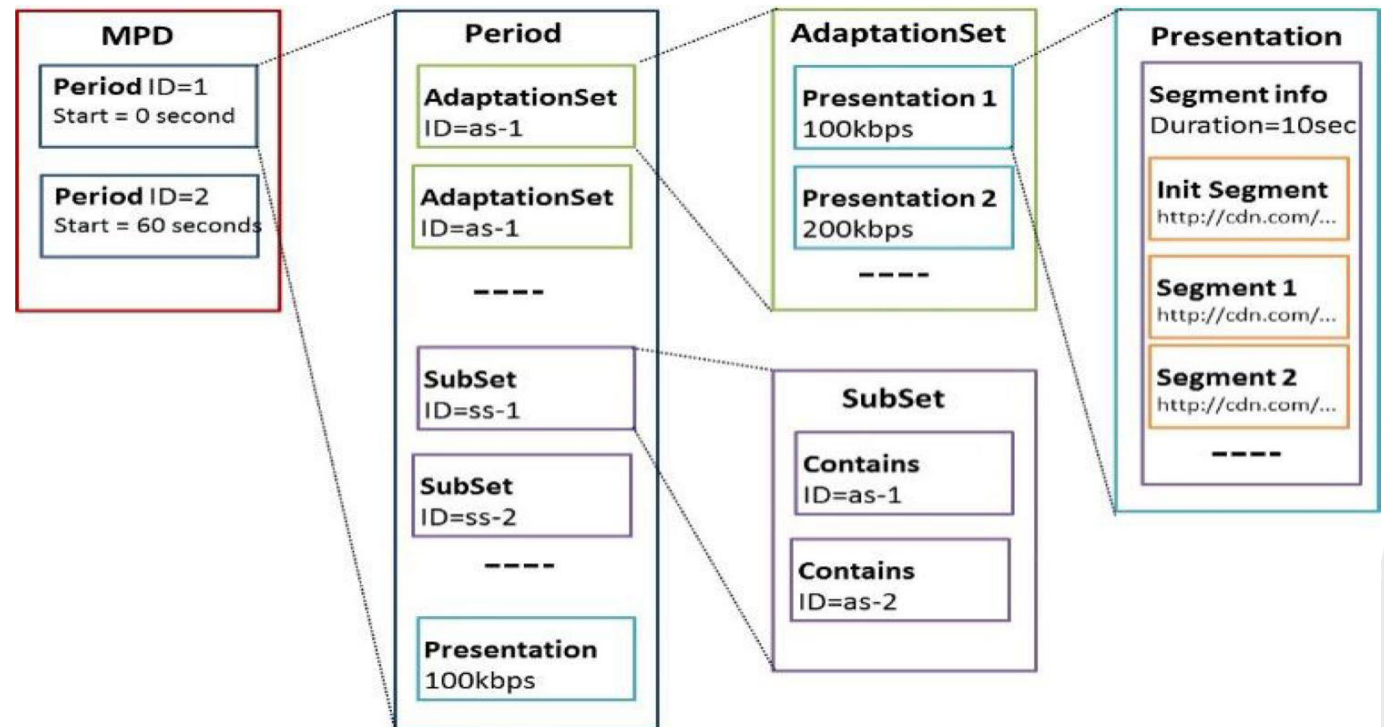 MPD
Period ID=1
Start = 0 second
Period ID=2
Start = 60 seconds
Period
AdaptationSet
ID=as-1
AdaptationSet
ID=as-1
----
SubSet
ID=ss-1
SubSet
ID=ss-2
----
Presentation
100kbps
AdaptationSet
Presentation 1
100kbps
Presentation 2
200kbps
----
SubSet
Contains
ID=as-1
Contains
ID=as-2
Presentation
Segment info
Duration=10sec
Init Segment
http://cdn.com/...
Segment 1
http://cdn.com/...
Segment 2
http://cdn.com/...
----